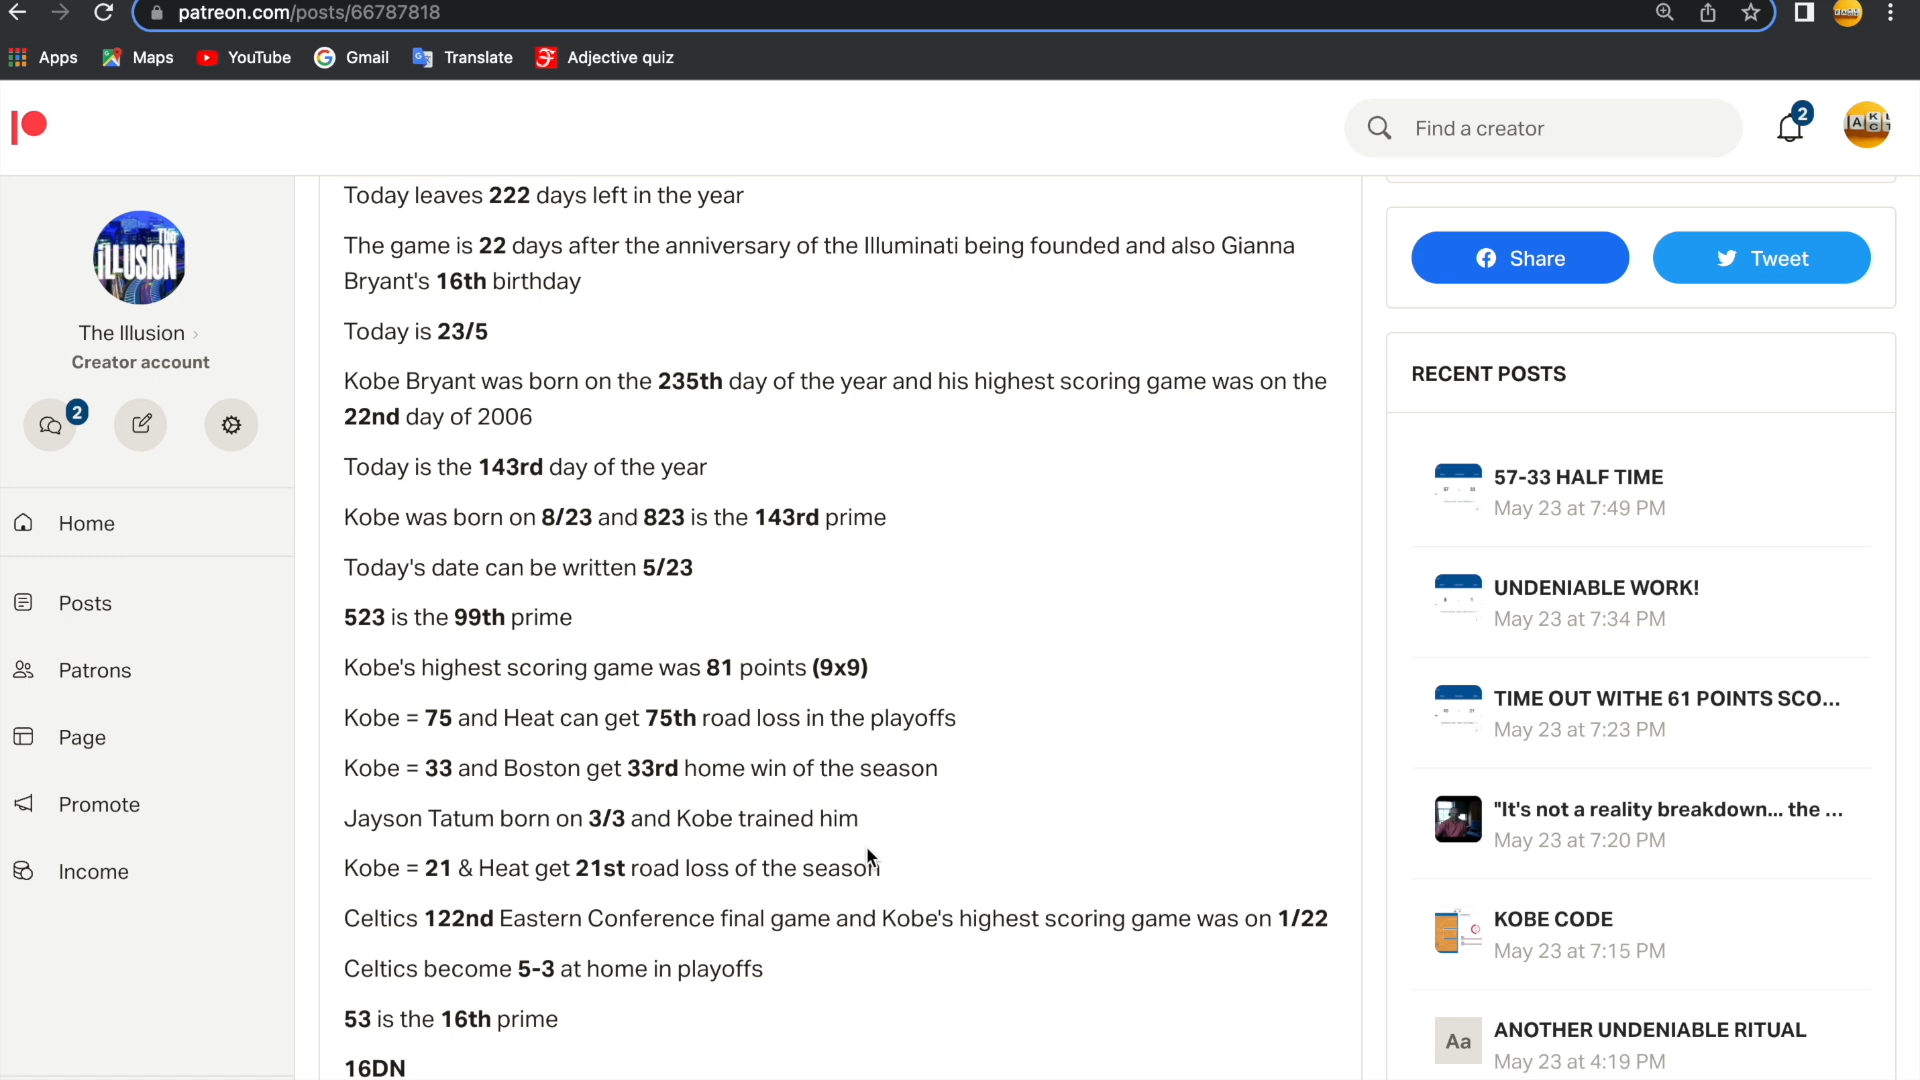 patreon.com/posts/66787818
Apps
Maps
YouTube
Gmail
Translate
Adjective quiz
Find a creator
2
The ILLUSION
The Illusion
Creator account
2
Home
Posts
Patrons
Page
Promote
Income
Today leaves 222 days left in the year
The game is 22 days after the anniversary of the Illuminati being founded and also Gianna
Bryant's 16th birthday
Today is 23/5
Kobe Bryant was born on the 235th day of the year and his highest scoring game was on the
22nd day of 2006
Today is the 143rd day of the year
Kobe was born on 8/23 and 823 is the 143rd prime
Today's date can be written 5/23
523 is the 99th prime
Kobe's highest scoring game was 81 points (9x9)
Kobe = 75 and Heat can get 75th road loss in the playoffs
Kobe = 33 and Boston get 33rd home win of the season
Jayson Tatum born on 3/3 and Kobe trained him
Kobe = 21 & Heat get 21st road loss of the season
Celtics 122nd Eastern Conference final game and Kobe's highest scoring game was on 1/22
Celtics become 5-3 at home in playoffs
53 is the 16th prime
16DN
Share
Tweet
RECENT POSTS
57-33 HALF TIME
May 23 at 7:49 PM
UNDENIABLE WORK!
May 23 at 7:34 PM
TIME OUT WITHE 61 POINTS SCO...
May 23 at 7:23 PM
"It's not a reality breakdown... the ...
May 23 at 7:20 PM
KOBE CODE
May 23 at 7:15 PM
Aa
ANOTHER UNDENIABLE RITUAL
May 23 at 4:19 PM